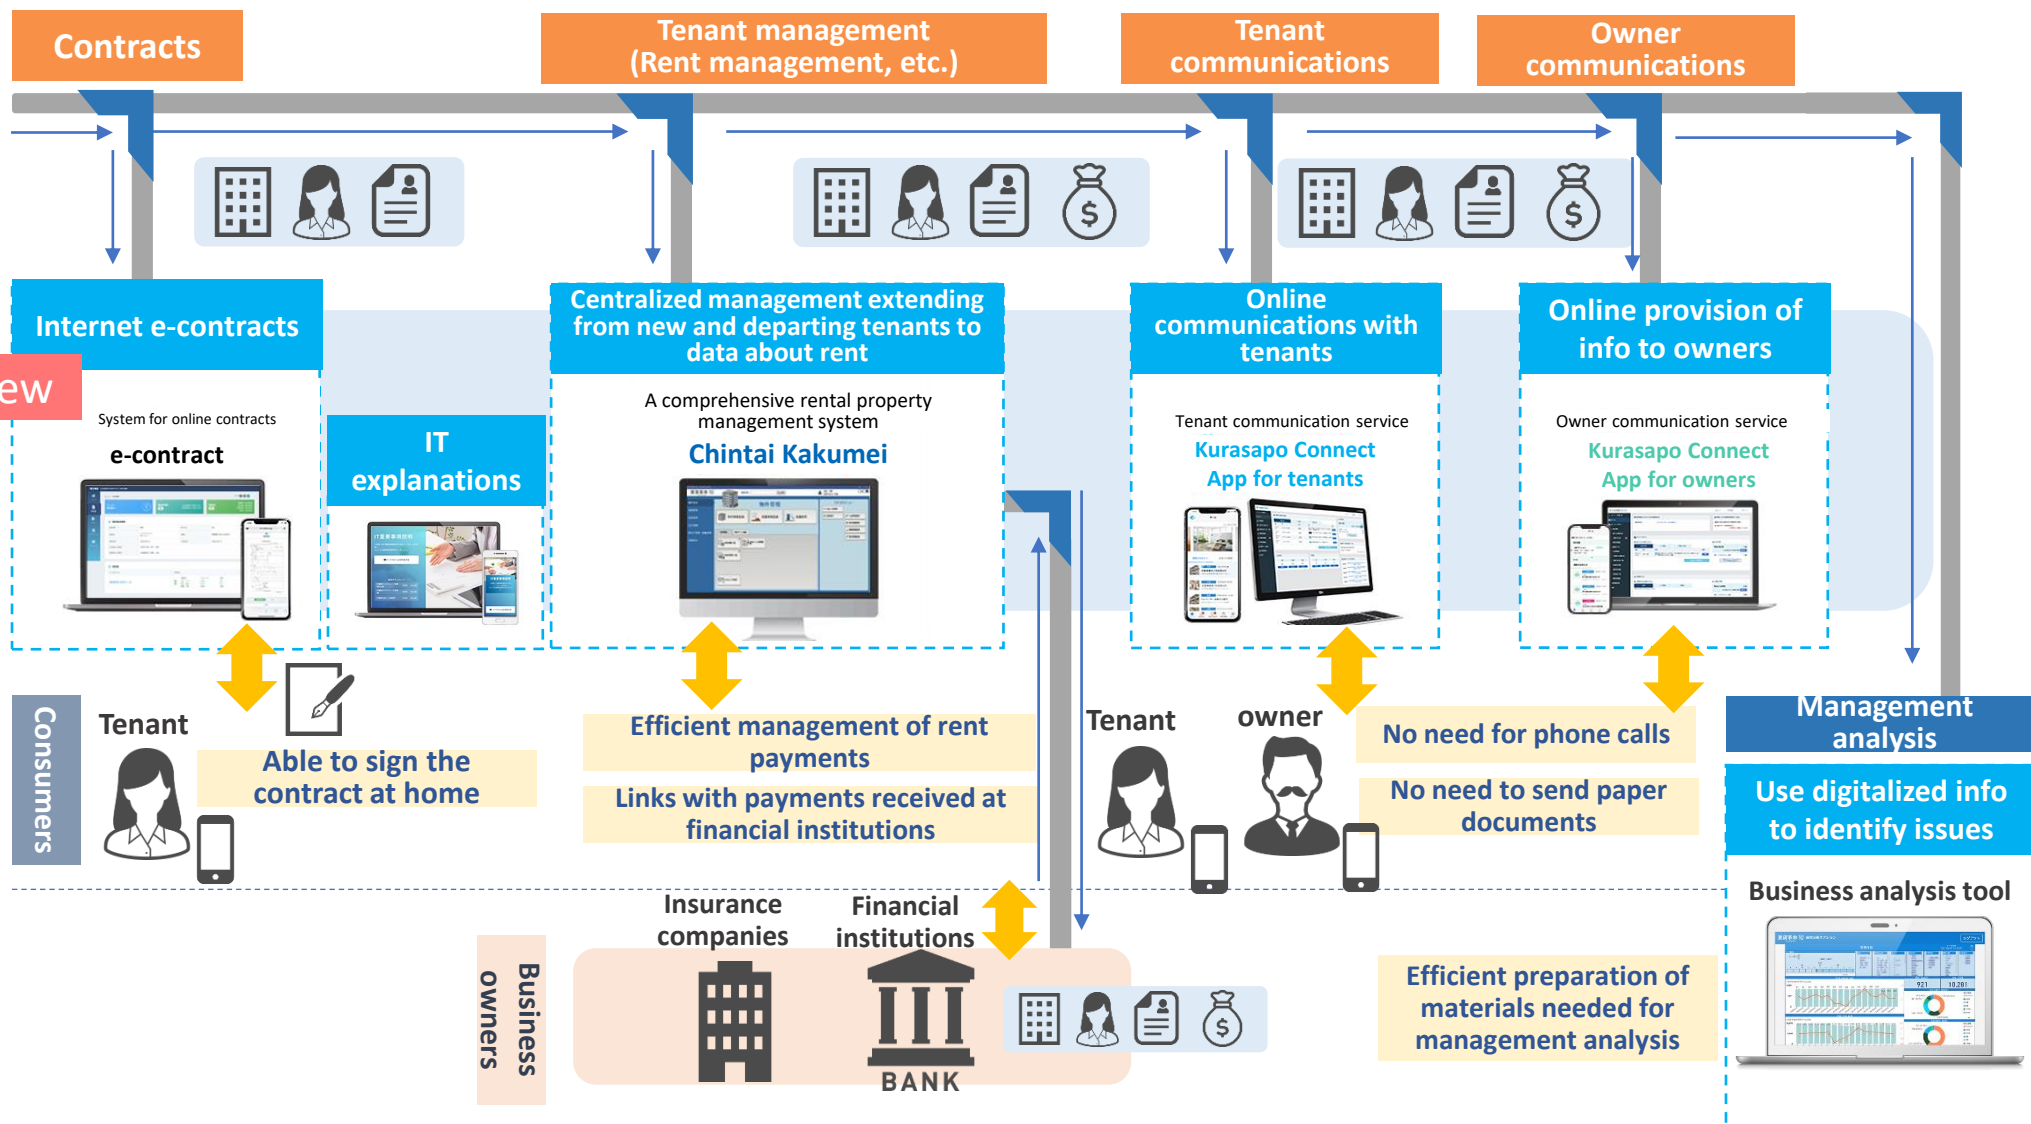 Contracts
Tenant management
(Rent management, etc.)
Tenant
communications
Owner
communications
Internet e-contracts
Centralized management extending
from new and departing tenants to
data about rent
Online
communications with
tenants
Online provision of
info to owners
ew
System for online contracts
e-contract
IT
explanations
A comprehensive rental property
management system
Chintai Kakumei
Tenant communication service
Kurasapo Connect
App for tenants
Owner communication service
Kurasapo Connect
App for owners
Consumers
Tenant
Able to sign the
contract at home
Efficient management of rent
payments
Links with payments received at
financial institutions
Tenant
owner
No need for phone calls
No need to send paper
documents
Management
analysis
Use digitalized info
to identify issues
Business analysis tool
921
10,281
Business
owners
Insurance
companies
Financial
institutions
BANK
Efficient preparation of
materials needed for
management analysis